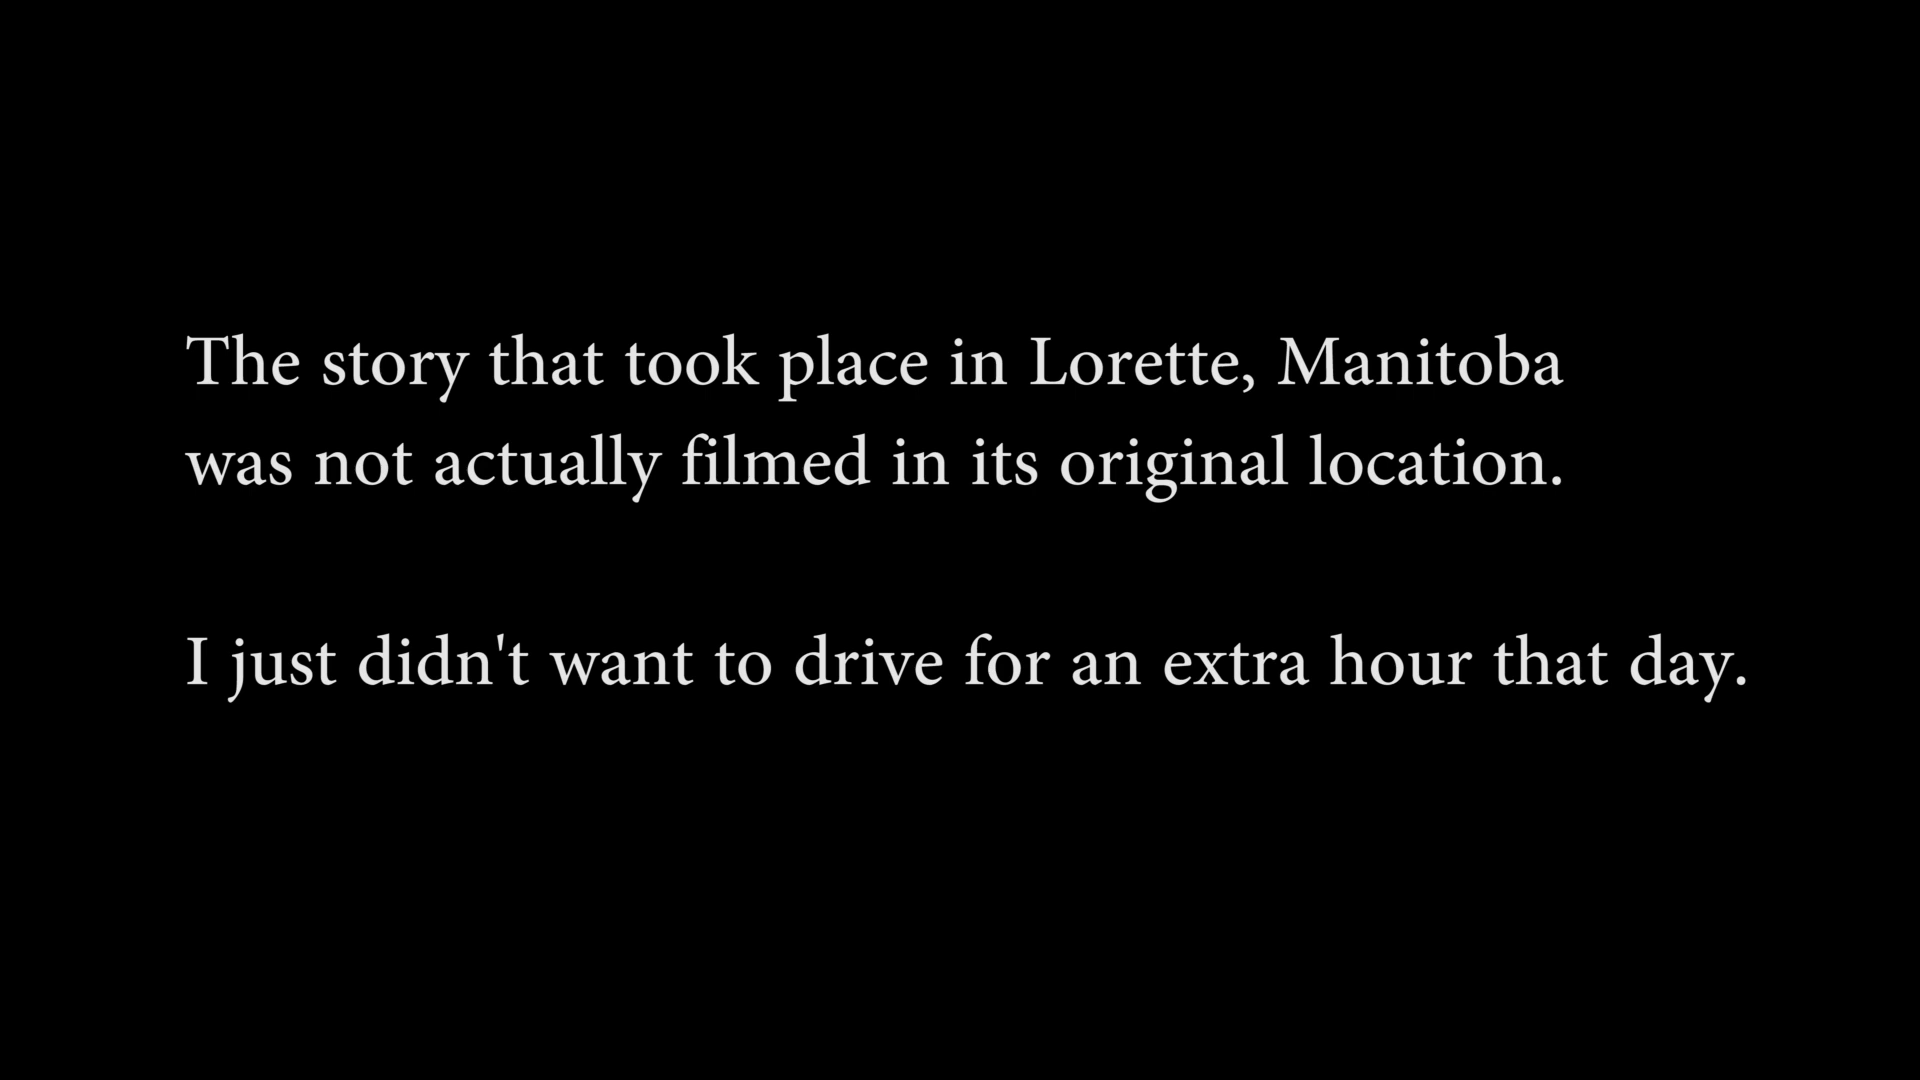 The story that took place in Lorette, Manitoba
was not actually filmed in its original location.
I just didn't want to drive for an extra hour that day.